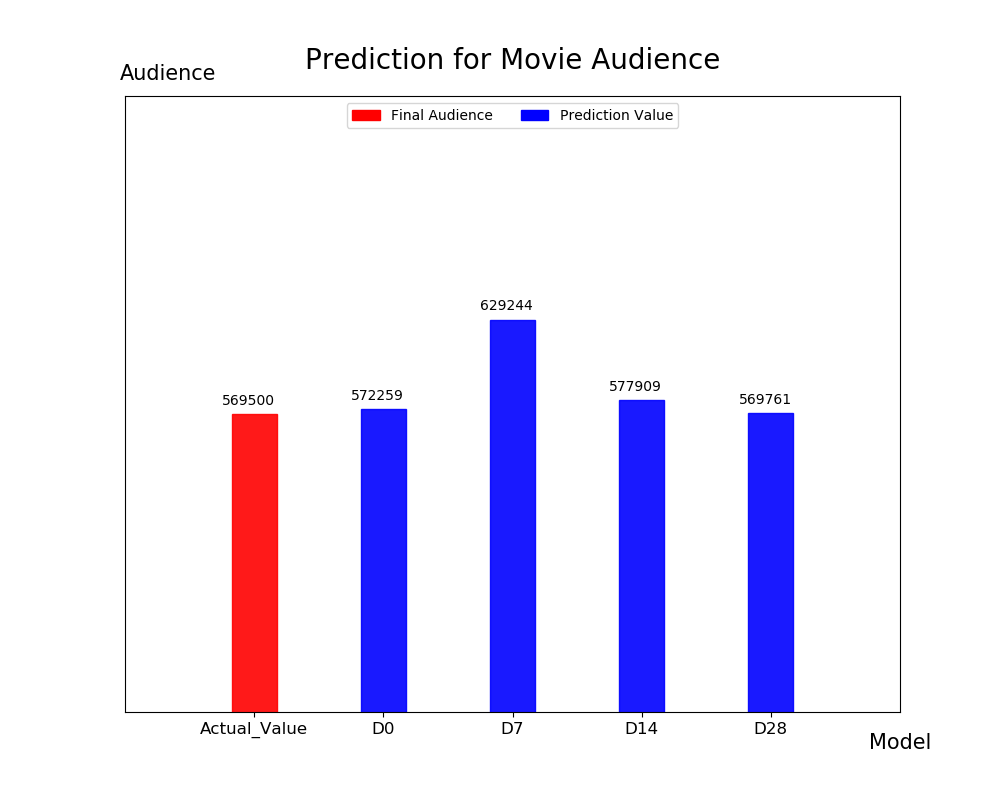 Prediction for Movie Audience
Audience
Final Audience
Prediction Value
629244
577909
572259
569761
569500
Actual_Value
D0
D7
D14
D28
Model